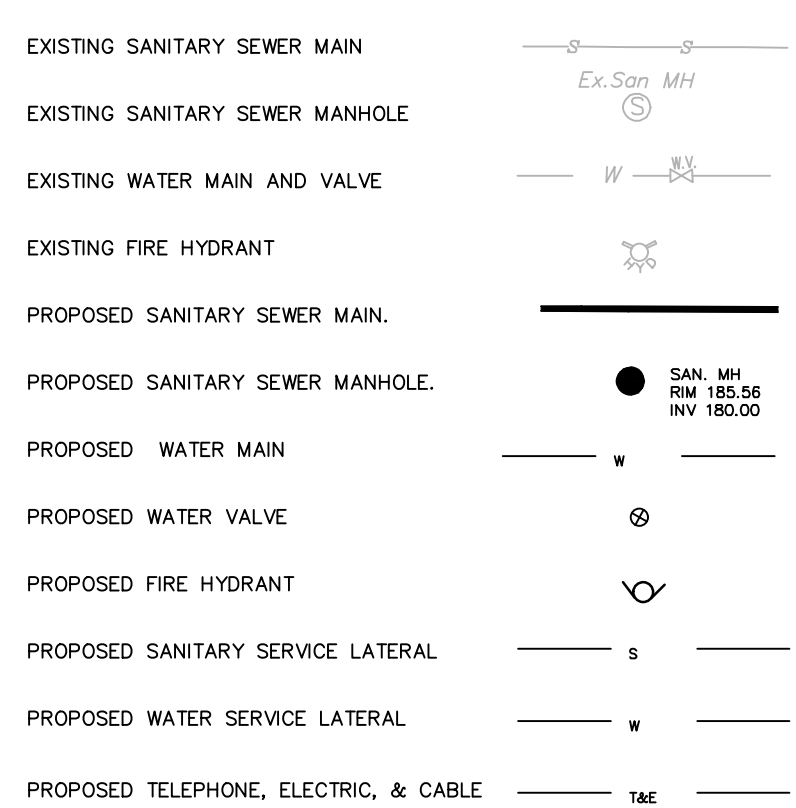 EXISTING SANITARY SEWER MAIN
S S
EXISTING SANITARY SEWER MANHOLE
Ex.San MH
S
EXISTING WATER MAIN AND VALVE
W W.V.
EXISTING FIRE HYDRANT
HYD
PROPOSED SANITARY SEWER MAIN.
PROPOSED SANITARY SEWER MANHOLE.
SAN. MH
RIM 185.56
INV 180.00
PROPOSED WATER MAIN
W
PROPOSED WATER VALVE
PROPOSED FIRE HYDRANT
PROPOSED SANITARY SERVICE LATERAL
S
PROPOSED WATER SERVICE LATERAL
W
PROPOSED TELEPHONE, ELECTRIC, & CABLE
T&E